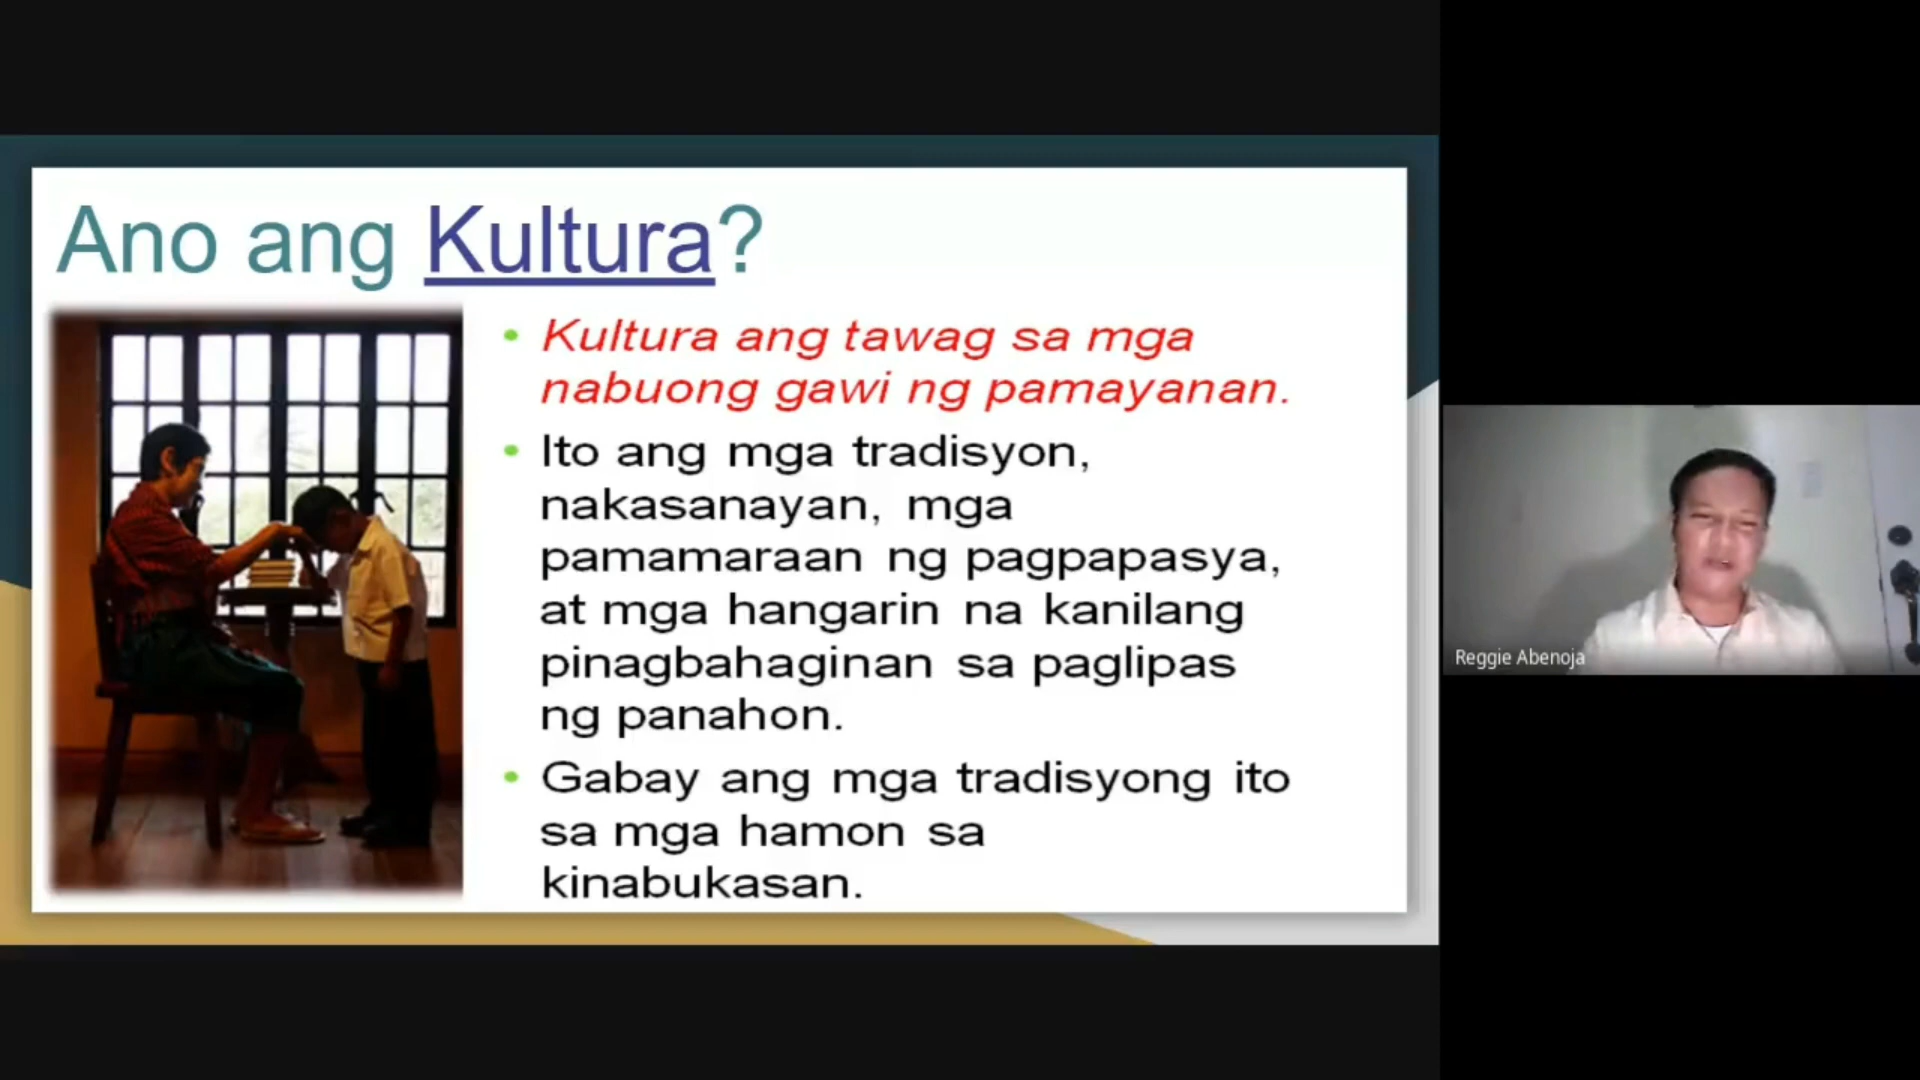 Ano ang Kultura?
• Kultura ang tawag sa mga
nabuong gawi ng pamayanan.
• Ito ang mga tradisyon,
nakasanayan, mga
pamamaraan ng pagpapasya,
at mga hangarin na kanilang
pinagbahaginan sa paglipas
ng panahon.
• Gabay ang mga tradisyong ito
sa mga hamon sa
kinabukasan.
Reggie Abenoja